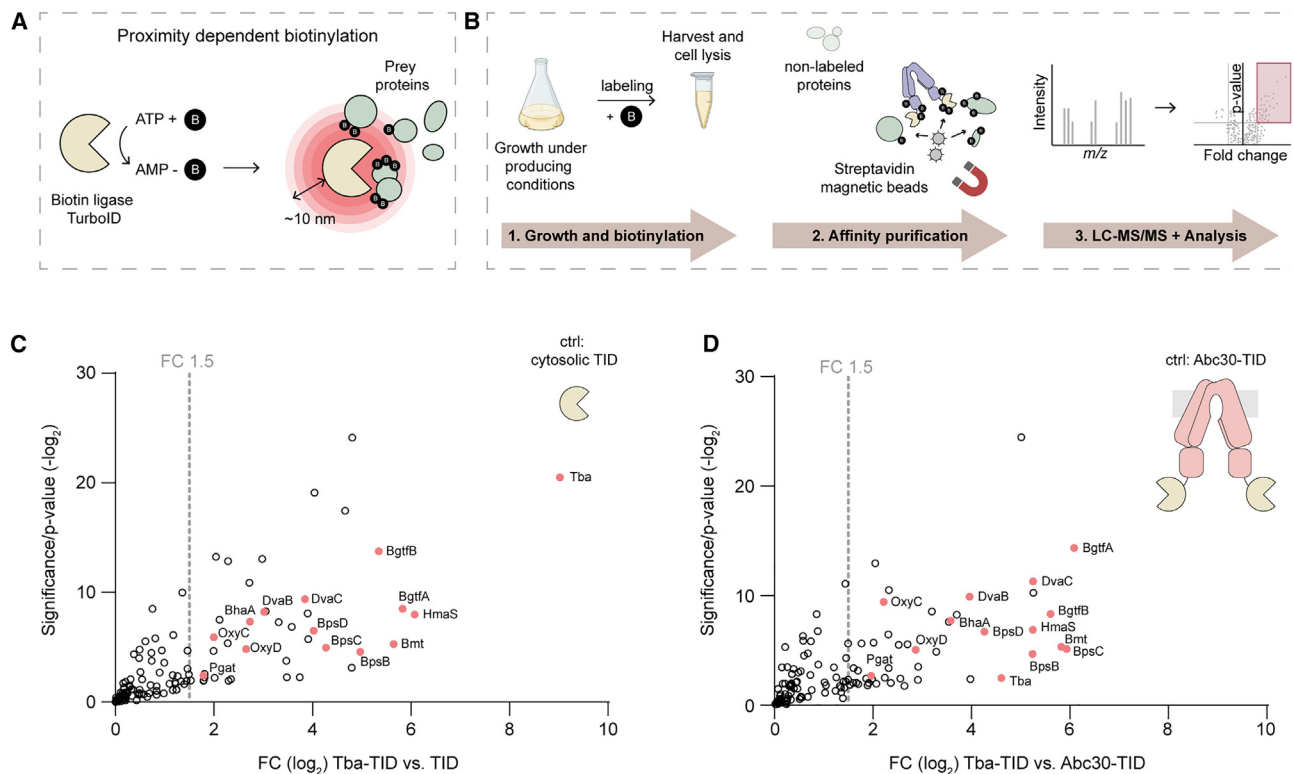 A
Proximity dependent biotinylation
ATP + B
AMP - B
Biotin ligase
TurboID
~10 nm
Prey
proteins
B
Growth under
producing
conditions
labeling
+ B
Harvest and
cell lysis
non-labeled
proteins
Streptavidin
magnetic beads
Intensity
m/z
p-value
Fold change
1. Growth and biotinylation
2. Affinity purification
3. LC-MS/MS + Analysis
C
ctrl:
cytosolic TID
FC 1.5
Significance/p-value (-log2)
30
20
10
0
Tba
BgtfB
BgtfA
HmaS
DvaC
DvaB
BhaA
BpsD
OxyC
BpsC
Bmt
OxyD
BpsB
Pgat
0 2 4 6 8 10
FC (log2) Tba-TID vs. TID
D
ctrl: Abc30-TID
FC 1.5
Significance/p-value (-log2)
30
20
10
0
BgtfA
DvaC
DvaB
OxyC
BgtfB
BhaA
BpsD
HmaS
Bmt
OxyD
BpsC
BpsB
Pgat
Tba
0 2 4 6 8 10
FC (log2) Tba-TID vs. Abc30-TID